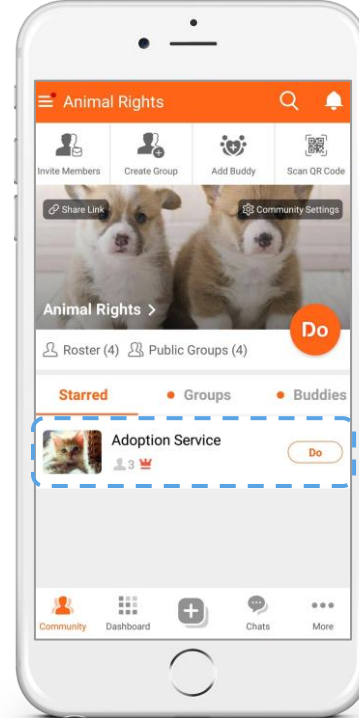 Animal Rights
Invite Members Create Group Add Buddy Scan QR Code
Share Link Community Settings
Animal Rights >
Do
Roster (4) Public Groups (4)
Starred Groups Buddies
Adoption Service
3
Do
Community Dashboard Chats More